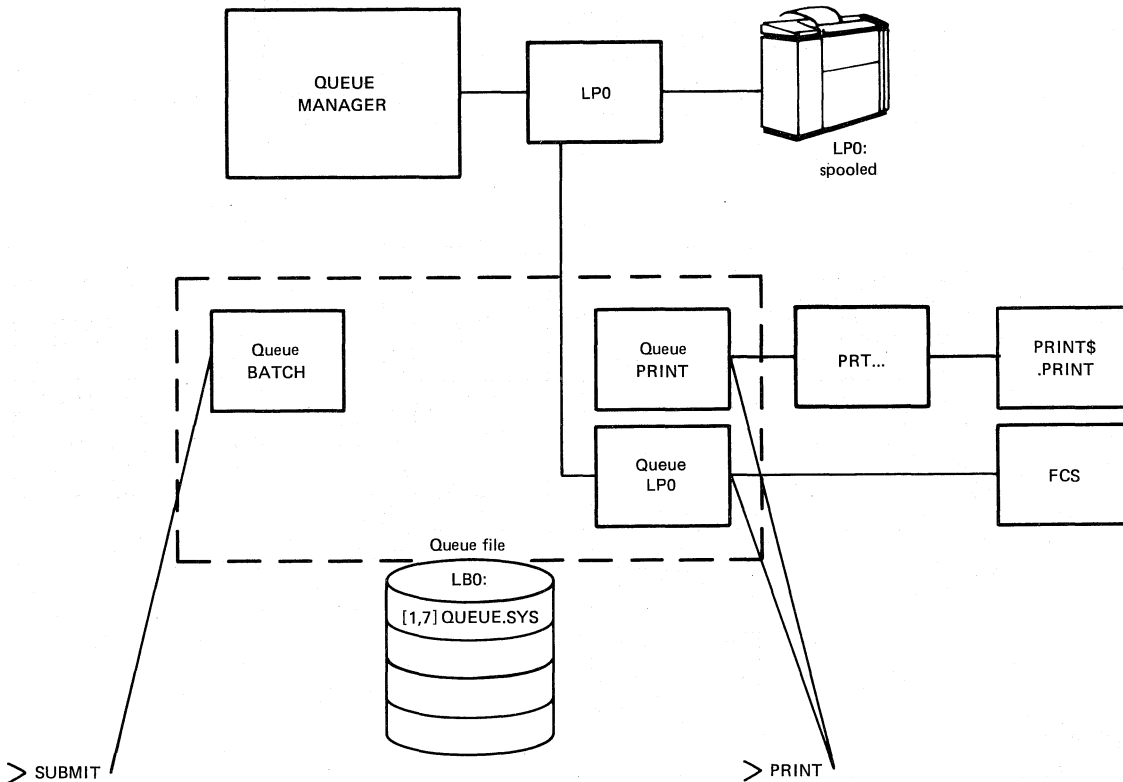 QUEUE
MANAGER
LP0
LP0:
spooled
Queue
BATCH
Queue
PRINT
PRT...
PRINT$
.PRINT
Queue
LP0
FCS
Queue file
LB0:
[1,7] QUEUE.SYS
> SUBMIT
> PRINT